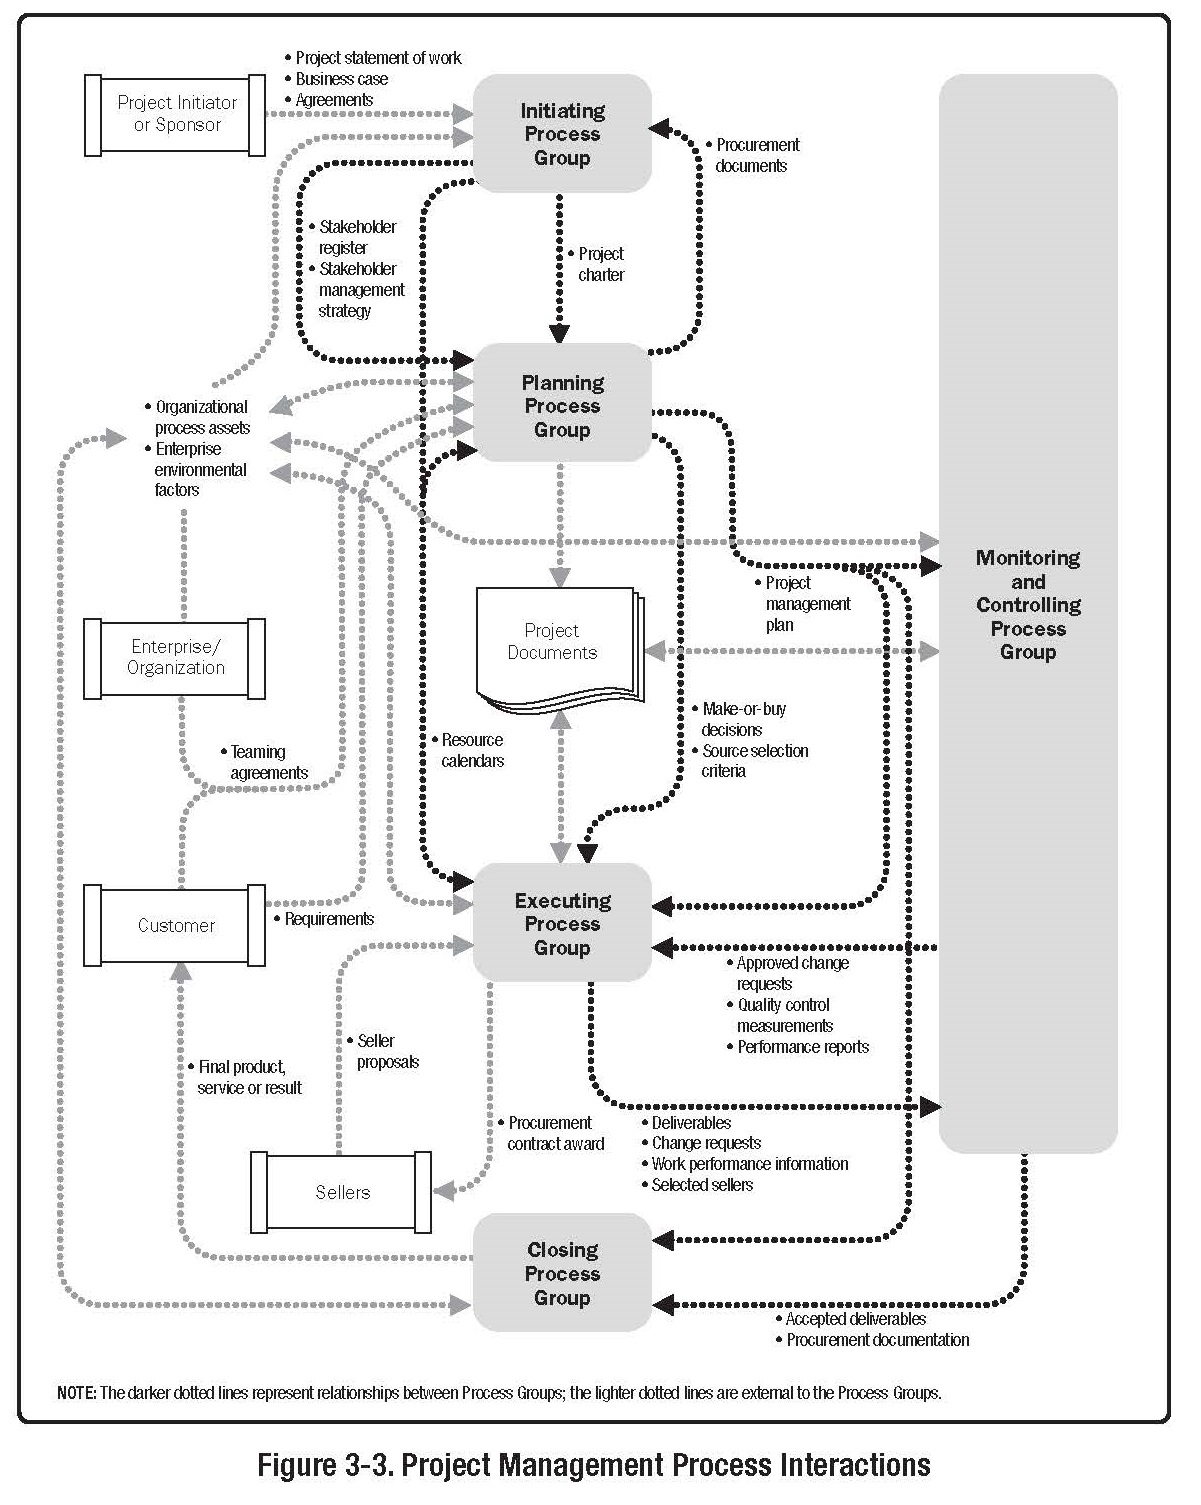 • Project statement of work
• Business case
• Agreements
Project Initiator
or Sponsor
Initiating
Process
Group
• Procurement
documents
• Stakeholder
register
• Stakeholder
management
strategy
• Project
charter
Planning
Process
Group
• Organizational
process assets
• Enterprise
environmental
factors
Monitoring
and
Controlling
Process
Group
• Project
management
plan
Project
Documents
Enterprise/
Organization
• Make-or-buy
decisions
• Source selection
criteria
• Resource
calendars
• Teaming
agreements
Executing
Process
Group
Customer
• Requirements
• Approved change
requests
• Quality control
measurements
• Performance reports
• Seller
proposals
• Final product,
service or result
• Procurement
contract award
• Deliverables
• Change requests
• Work performance information
• Selected sellers
Sellers
Closing
Process
Group
• Accepted deliverables
• Procurement documentation
NOTE: The darker dotted lines represent relationships between Process Groups; the lighter dotted lines are external to the Process Groups.
Figure 3-3. Project Management Process Interactions